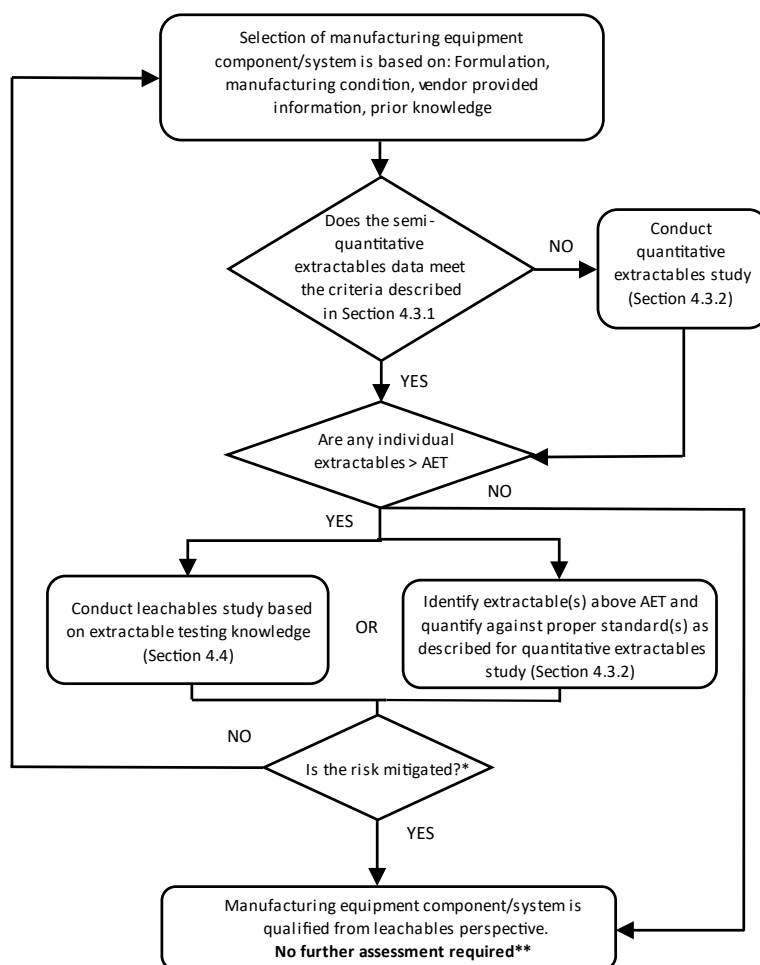 Selection of manufacturing equipment
component/system is based on: Formulation,
manufacturing condition, vendor provided
information, prior knowledge
Does the semi-
quantitative
extractables data meet
the criteria described
in Section 4.3.1
NO
Conduct
quantitative
extractables study
(Section 4.3.2)
YES
Are any individual
extractables > AET
NO
YES
Conduct leachables study based
on extractable testing knowledge
(Section 4.4)
OR
Identify extractable(s) above AET and
quantify against proper standard(s) as
described for quantitative extractables
study (Section 4.3.2)
NO
Is the risk mitigated?*
YES
Manufacturing equipment component/system is
qualified from leachables perspective.
No further assessment required**